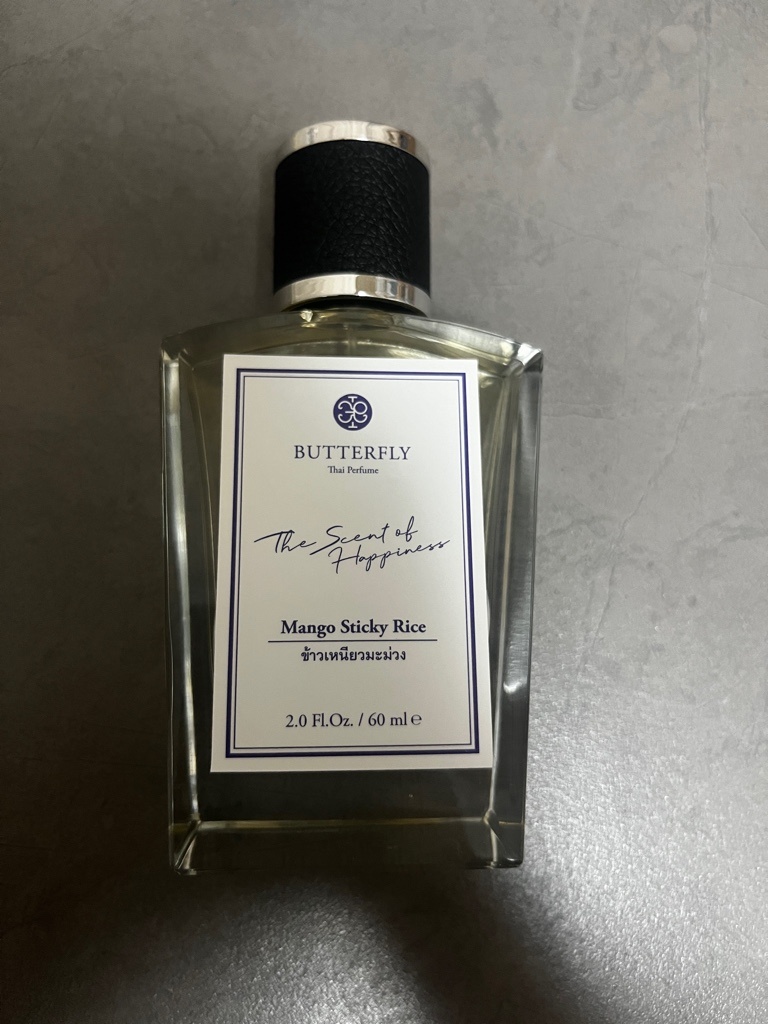 BUTTERFLY
Thai Perfume
The Scent of
Happiness
Mango Sticky Rice
ข้าวเหนียวมะม่วง
2.0 Fl.Oz. / 60 ml ℮